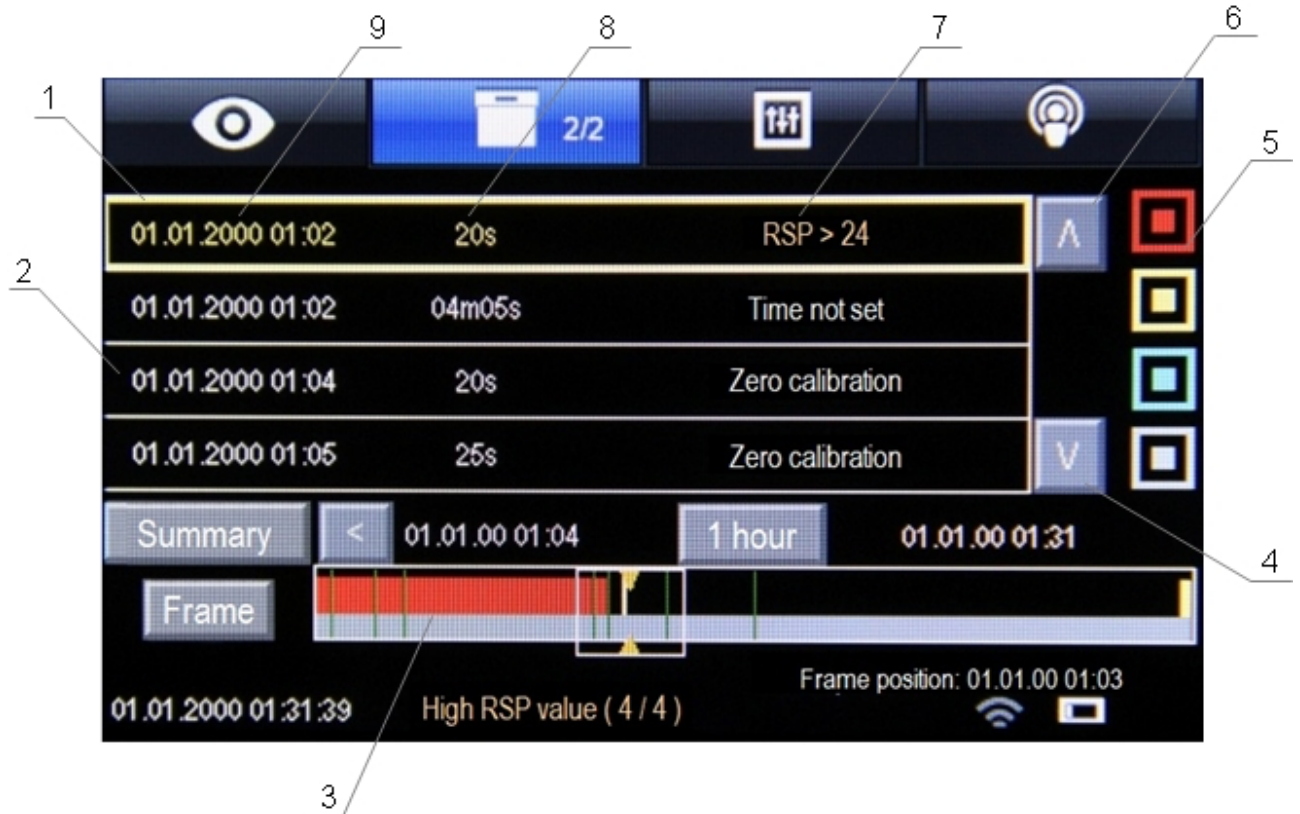 9 8 7 6
1
2/2
5
01.01.2000 01:02 20s RSP > 24 Λ
2
01.01.2000 01:02 04m05s Time not set
01.01.2000 01:04 20s Zero calibration
01.01.2000 01:05 25s Zero calibration V
Summary < 01.01.00 01:04 1 hour 01.01.00 01:31
4
Frame
Frame position: 01.01.00 01:03
01.01.2000 01:31:39 High RSP value ( 4 / 4 )
3